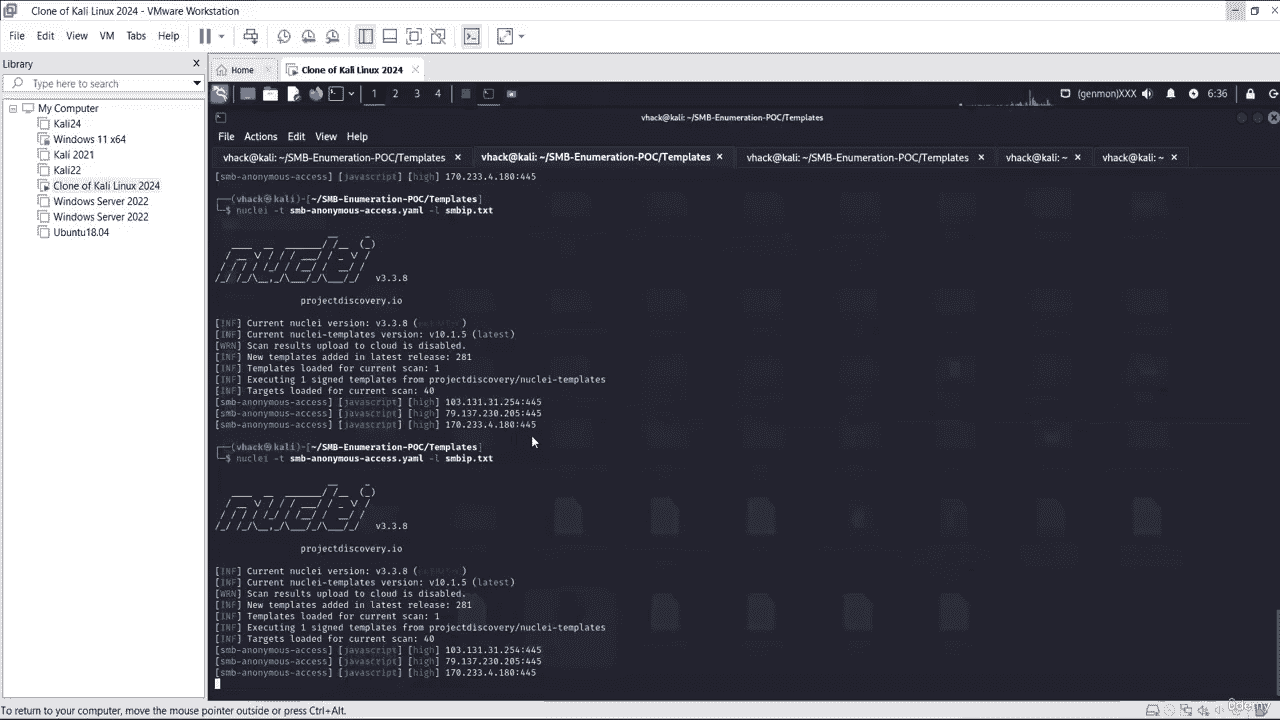 Clone of Kali Linux 2024 - VMware Workstation
File Edit View VM Tabs Help
Library
Type here to search
My Computer
Kali24
Windows 11 x64
Kali 2021
Kali22
Clone of Kali Linux 2024
Windows Server 2022
Windows Server 2022
Ubuntu18.04
Home Clone of Kali Linux 2024
1 2 3 4 (genmon)XXX 6:36
vhack@kali: ~/SMB-Enumeration-POC/Templates
File Actions Edit View Help
vhack@kali: ~/SMB-Enumeration-POC/Templates vhack@kali: ~/SMB-Enumeration-POC/Templates vhack@kali: ~/SMB-Enumeration-POC/Templates vhack@kali: ~ vhack@kali: ~
[smb-anonymous-access] [javascript] [high] 170.233.4.180:445
(vhack㉿kali)-[~/SMB-Enumeration-POC/Templates]
$ nuclei -t smb-anonymous-access.yaml -l smbip.txt
nuclei v3.3.8
projectdiscovery.io
[INF] Current nuclei version: v3.3.8 ( )
[INF] Current nuclei-templates version: v10.1.5 (latest)
[WRN] Scan results upload to cloud is disabled.
[INF] New templates added in latest release: 281
[INF] Templates loaded for current scan: 1
[INF] Executing 1 signed templates from projectdiscovery/nuclei-templates
[INF] Targets loaded for current scan: 40
[smb-anonymous-access] [javascript] [high] 103.131.31.254:445
[smb-anonymous-access] [javascript] [high] 79.137.230.205:445
[smb-anonymous-access] [javascript] [high] 170.233.4.180:445
(vhack㉿kali)-[~/SMB-Enumeration-POC/Templates]
$ nuclei -t smb-anonymous-access.yaml -l smbip.txt
nuclei v3.3.8
projectdiscovery.io
[INF] Current nuclei version: v3.3.8 ( )
[INF] Current nuclei-templates version: v10.1.5 (latest)
[WRN] Scan results upload to cloud is disabled.
[INF] New templates added in latest release: 281
[INF] Templates loaded for current scan: 1
[INF] Executing 1 signed templates from projectdiscovery/nuclei-templates
[INF] Targets loaded for current scan: 40
[smb-anonymous-access] [javascript] [high] 103.131.31.254:445
[smb-anonymous-access] [javascript] [high] 79.137.230.205:445
[smb-anonymous-access] [javascript] [high] 170.233.4.180:445
To return to your computer, move the mouse pointer outside or press Ctrl+Alt.